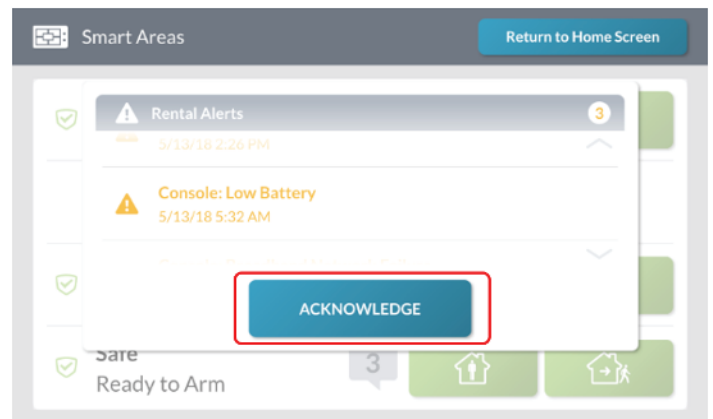 Smart Areas
Return to Home Screen
Rental Alerts
3
5/13/18 2:26 PM
Console: Low Battery
5/13/18 5:32 AM
ACKNOWLEDGE
Safe
3
Ready to Arm